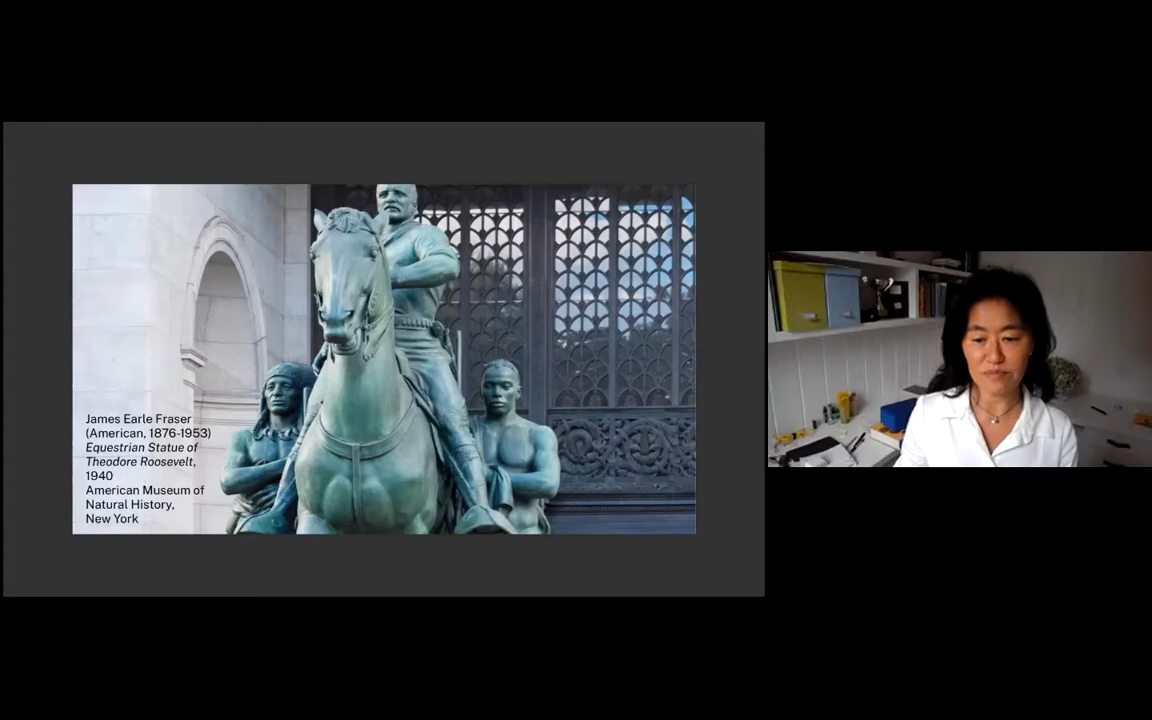 James Earle Fraser
(American, 1876-1953)
Equestrian Statue of
Theodore Roosevelt,
1940
American Museum of
Natural History,
New York